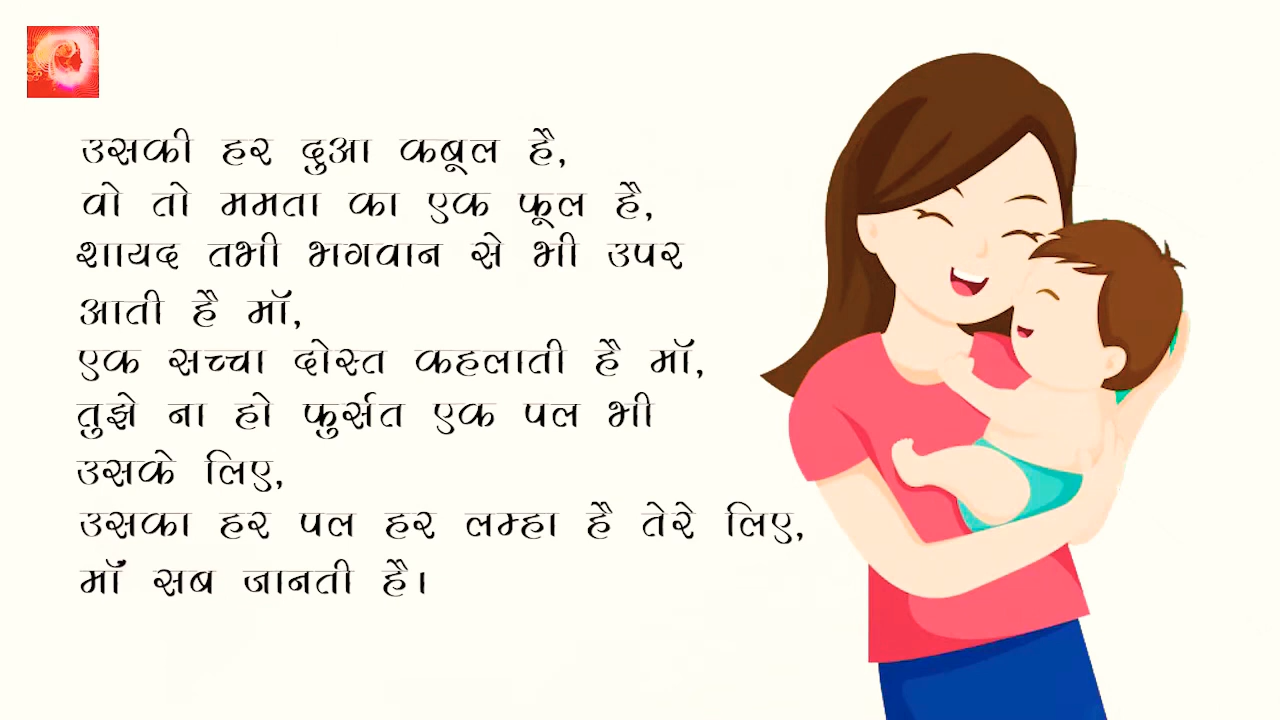 उसकी हर दुआ कबूल है,
वो तो ममता का एक फूल है,
शायद तभी भगवान से भी उपर
आती है मॉ,
एक सच्चा दोस्त कहलाती है मॉ,
तुझे ना हो फुर्सत एक पल भी
उसके लिए,
उसका हर पल हर लम्हा है तेरे लिए,
मॉं सब जानती है।